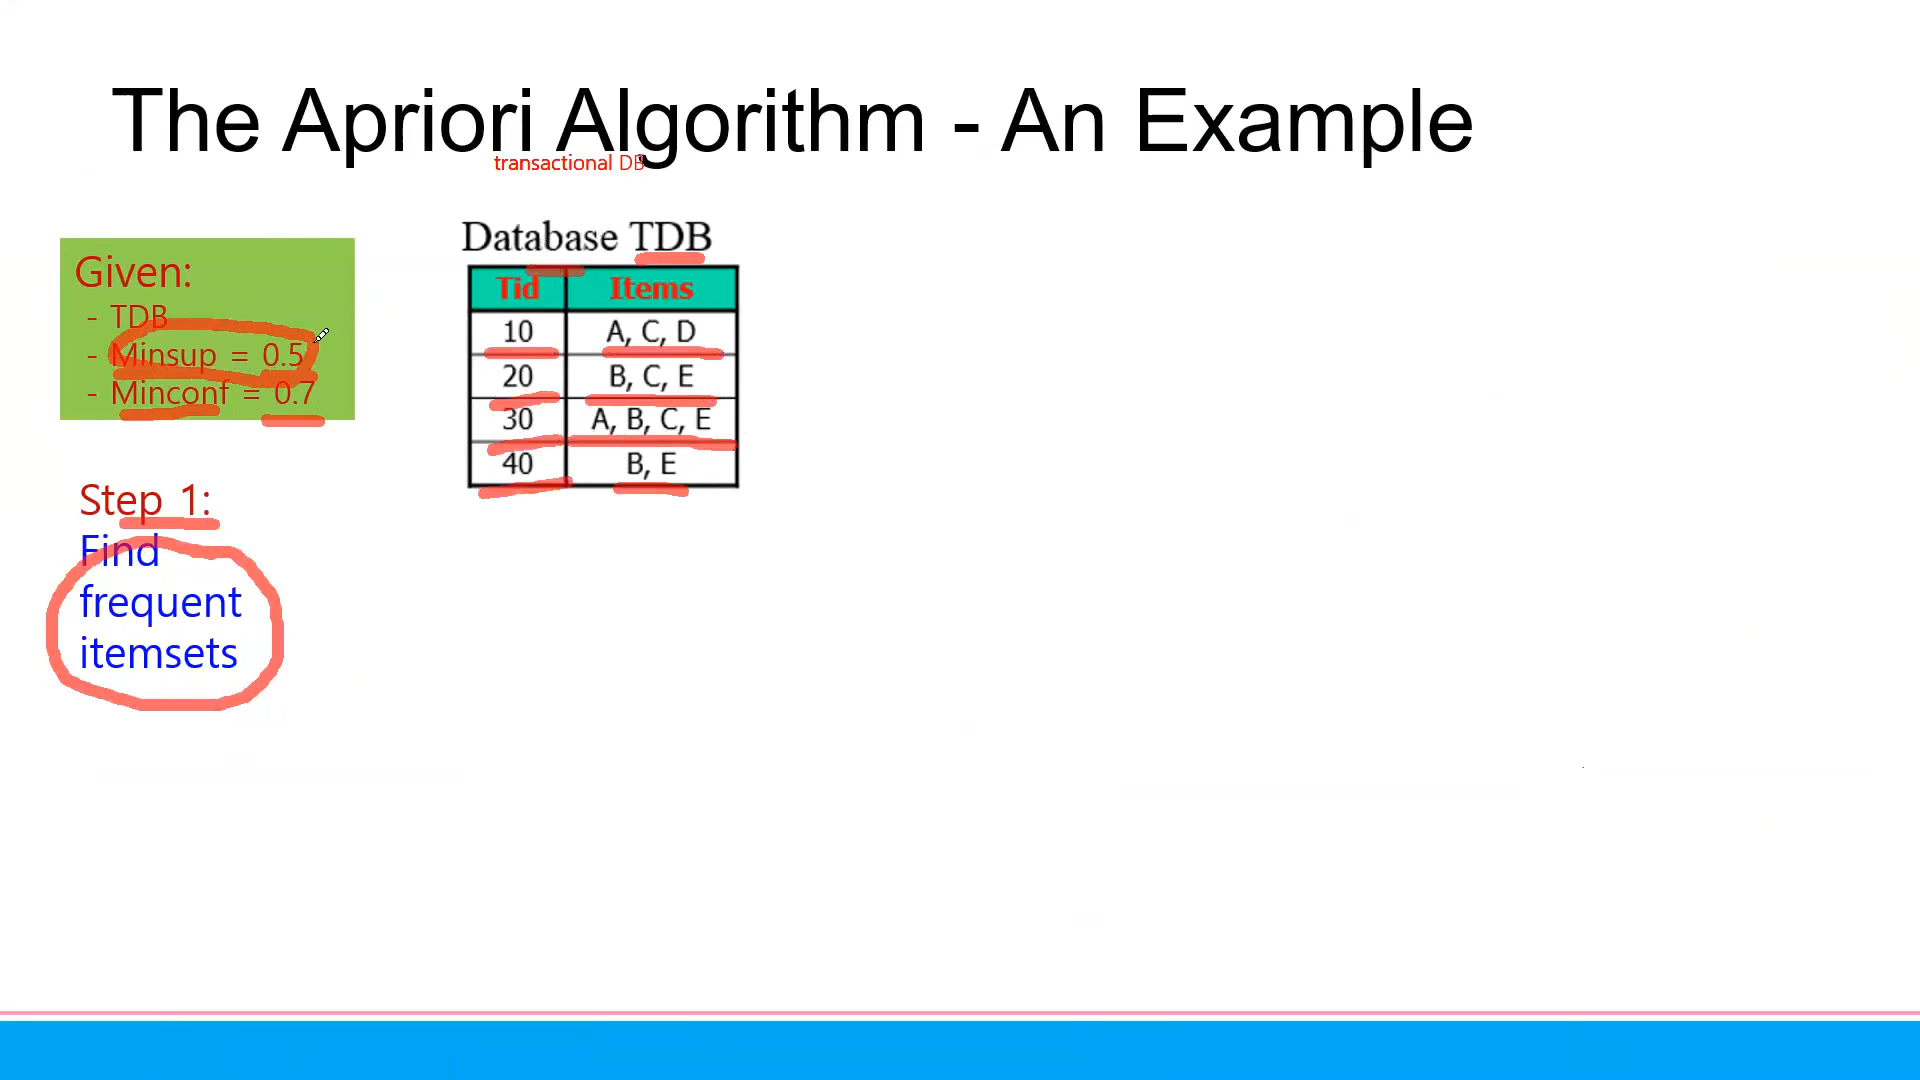 The Apriori Algorithm - An Example
transactional DB
Given:
- TDB
- Minsup = 0.5
- Minconf = 0.7
Database TDB
Tid Items
10 A, C, D
20 B, C, E
30 A, B, C, E
40 B, E
Step 1:
Find
frequent
itemsets